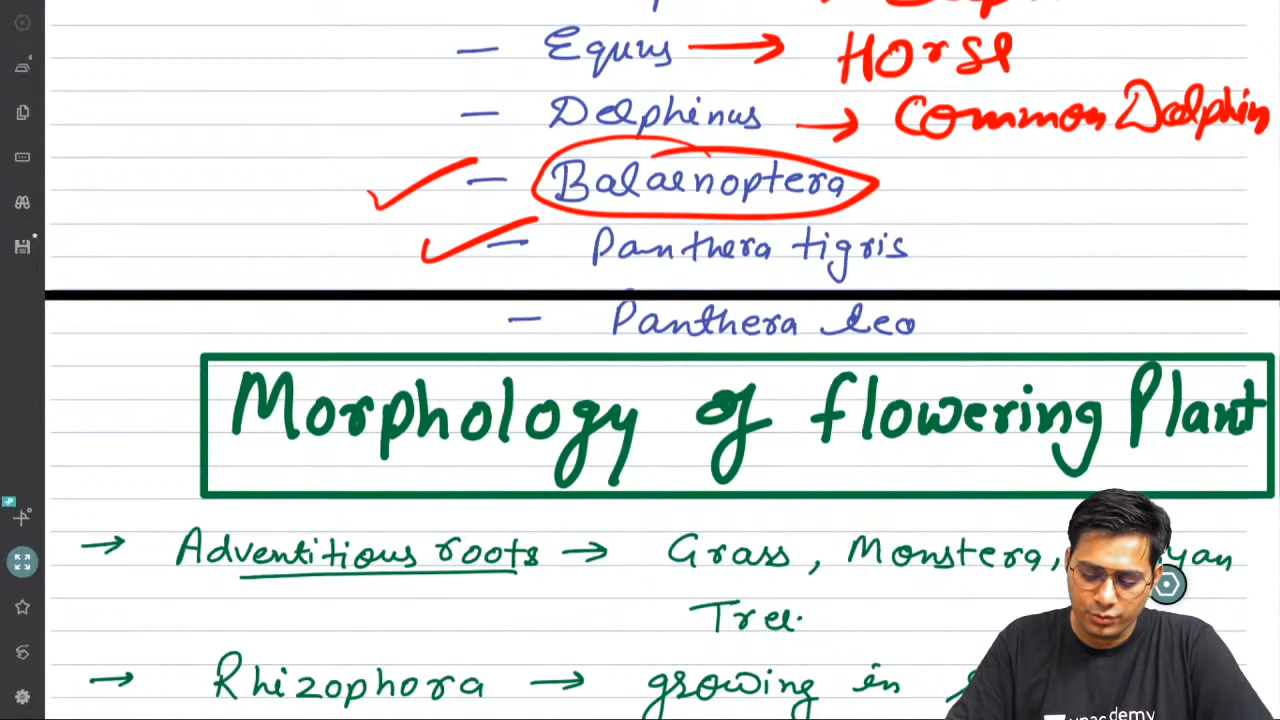 - Equus → Horse
- Delphinus → Common Dolphin
- Balaenoptera
- Panthera tigris
- Panthera leo
Morphology of flowering Plant
→ Adventitious roots → Grass, Monstera,
Tree.
→ Rhizophora → growing in